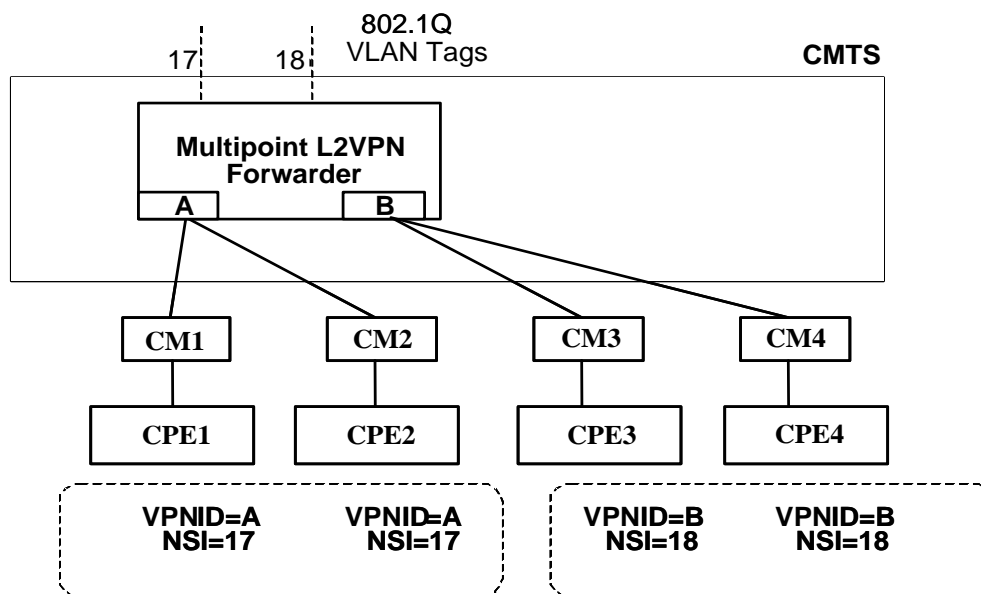 802.1Q
17 18 VLAN Tags
CMTS
Multipoint L2VPN
Forwarder
A B
CM1 CM2 CM3 CM4
CPE1 CPE2 CPE3 CPE4
VPNID=A VPNID=A VPNID=B VPNID=B
NSI=17 NSI=17 NSI=18 NSI=18